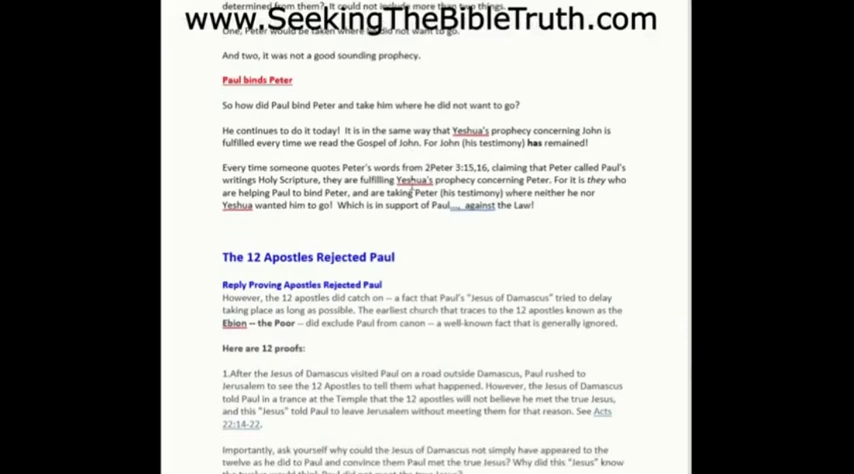 determined from them? It could not include more than two things.
www.SeekingTheBibleTruth.com
One, Peter would be taken where he did not want to go.
And two, it was not a good sounding prophecy.
Paul binds Peter
So how did Paul bind Peter and take him where he did not want to go?
He continues to do it today! It is in the same way that Yeshua's prophecy concerning John is
fulfilled every time we read the Gospel of John. For John (his testimony) has remained!
Every time someone quotes Peter's words from 2Peter 3:15,16, claiming that Peter called Paul's
writings Holy Scripture, they are fulfilling Yeshua's prophecy concerning Peter. For it is they who
are helping Paul to bind Peter, and are taking Peter (his testimony) where neither he nor
Yeshua wanted him to go! Which is in support of Paul..., against the Law!
The 12 Apostles Rejected Paul
Reply Proving Apostles Rejected Paul
However, the 12 apostles did catch on -- a fact that Paul's "Jesus of Damascus" tried to delay
taking place as long as possible. The earliest church that traces to the 12 apostles known as the
Ebion -- the Poor -- did exclude Paul from canon -- a well-known fact that is generally ignored.
Here are 12 proofs:
1.After the Jesus of Damascus visited Paul on a road outside Damascus, Paul rushed to
Jerusalem to see the 12 Apostles to tell them what happened. However, the Jesus of Damascus
told Paul in a trance at the Temple that the 12 apostles will not believe he met the true Jesus,
and this "Jesus" told Paul to leave Jerusalem without meeting them for that reason. See Acts
22:14-22.
Importantly, ask yourself why could the Jesus of Damascus not simply have appeared to the
twelve as he did to Paul and convince them Paul met the true Jesus? Why did this "Jesus" know